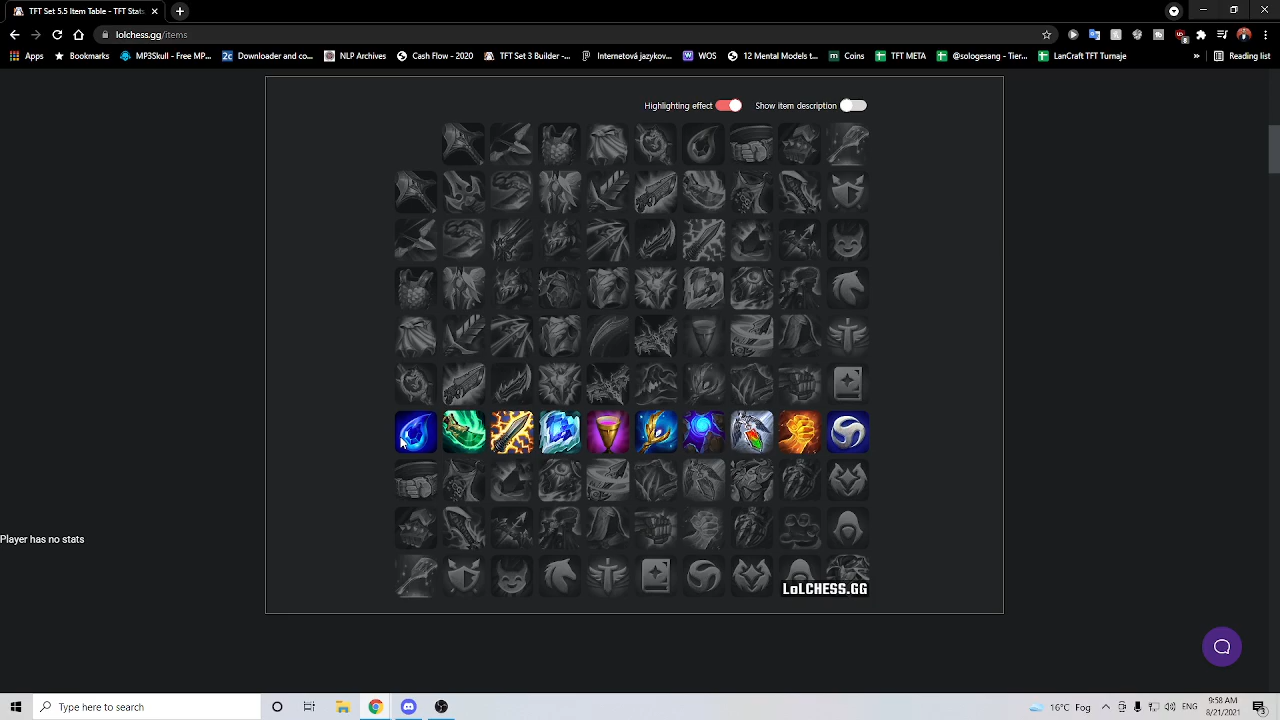 TFT Set 5.5 Item Table - TFT Stats
lolchess.gg/items
Apps
Bookmarks
MP3Skull - Free MP...
Downloader and co...
NLP Archives
Cash Flow - 2020
TFT Set 3 Builder -...
Internetová jazykov...
WOS
12 Mental Models t...
Coins
TFT META
@sologesang - Tier...
LanCraft TFT Turnaje
»
Reading list
Highlighting effect
Show item description
Player has no stats
LoLCHESS.GG
Type here to search
16°C Fog
ENG
9:58 AM
8/21/2021